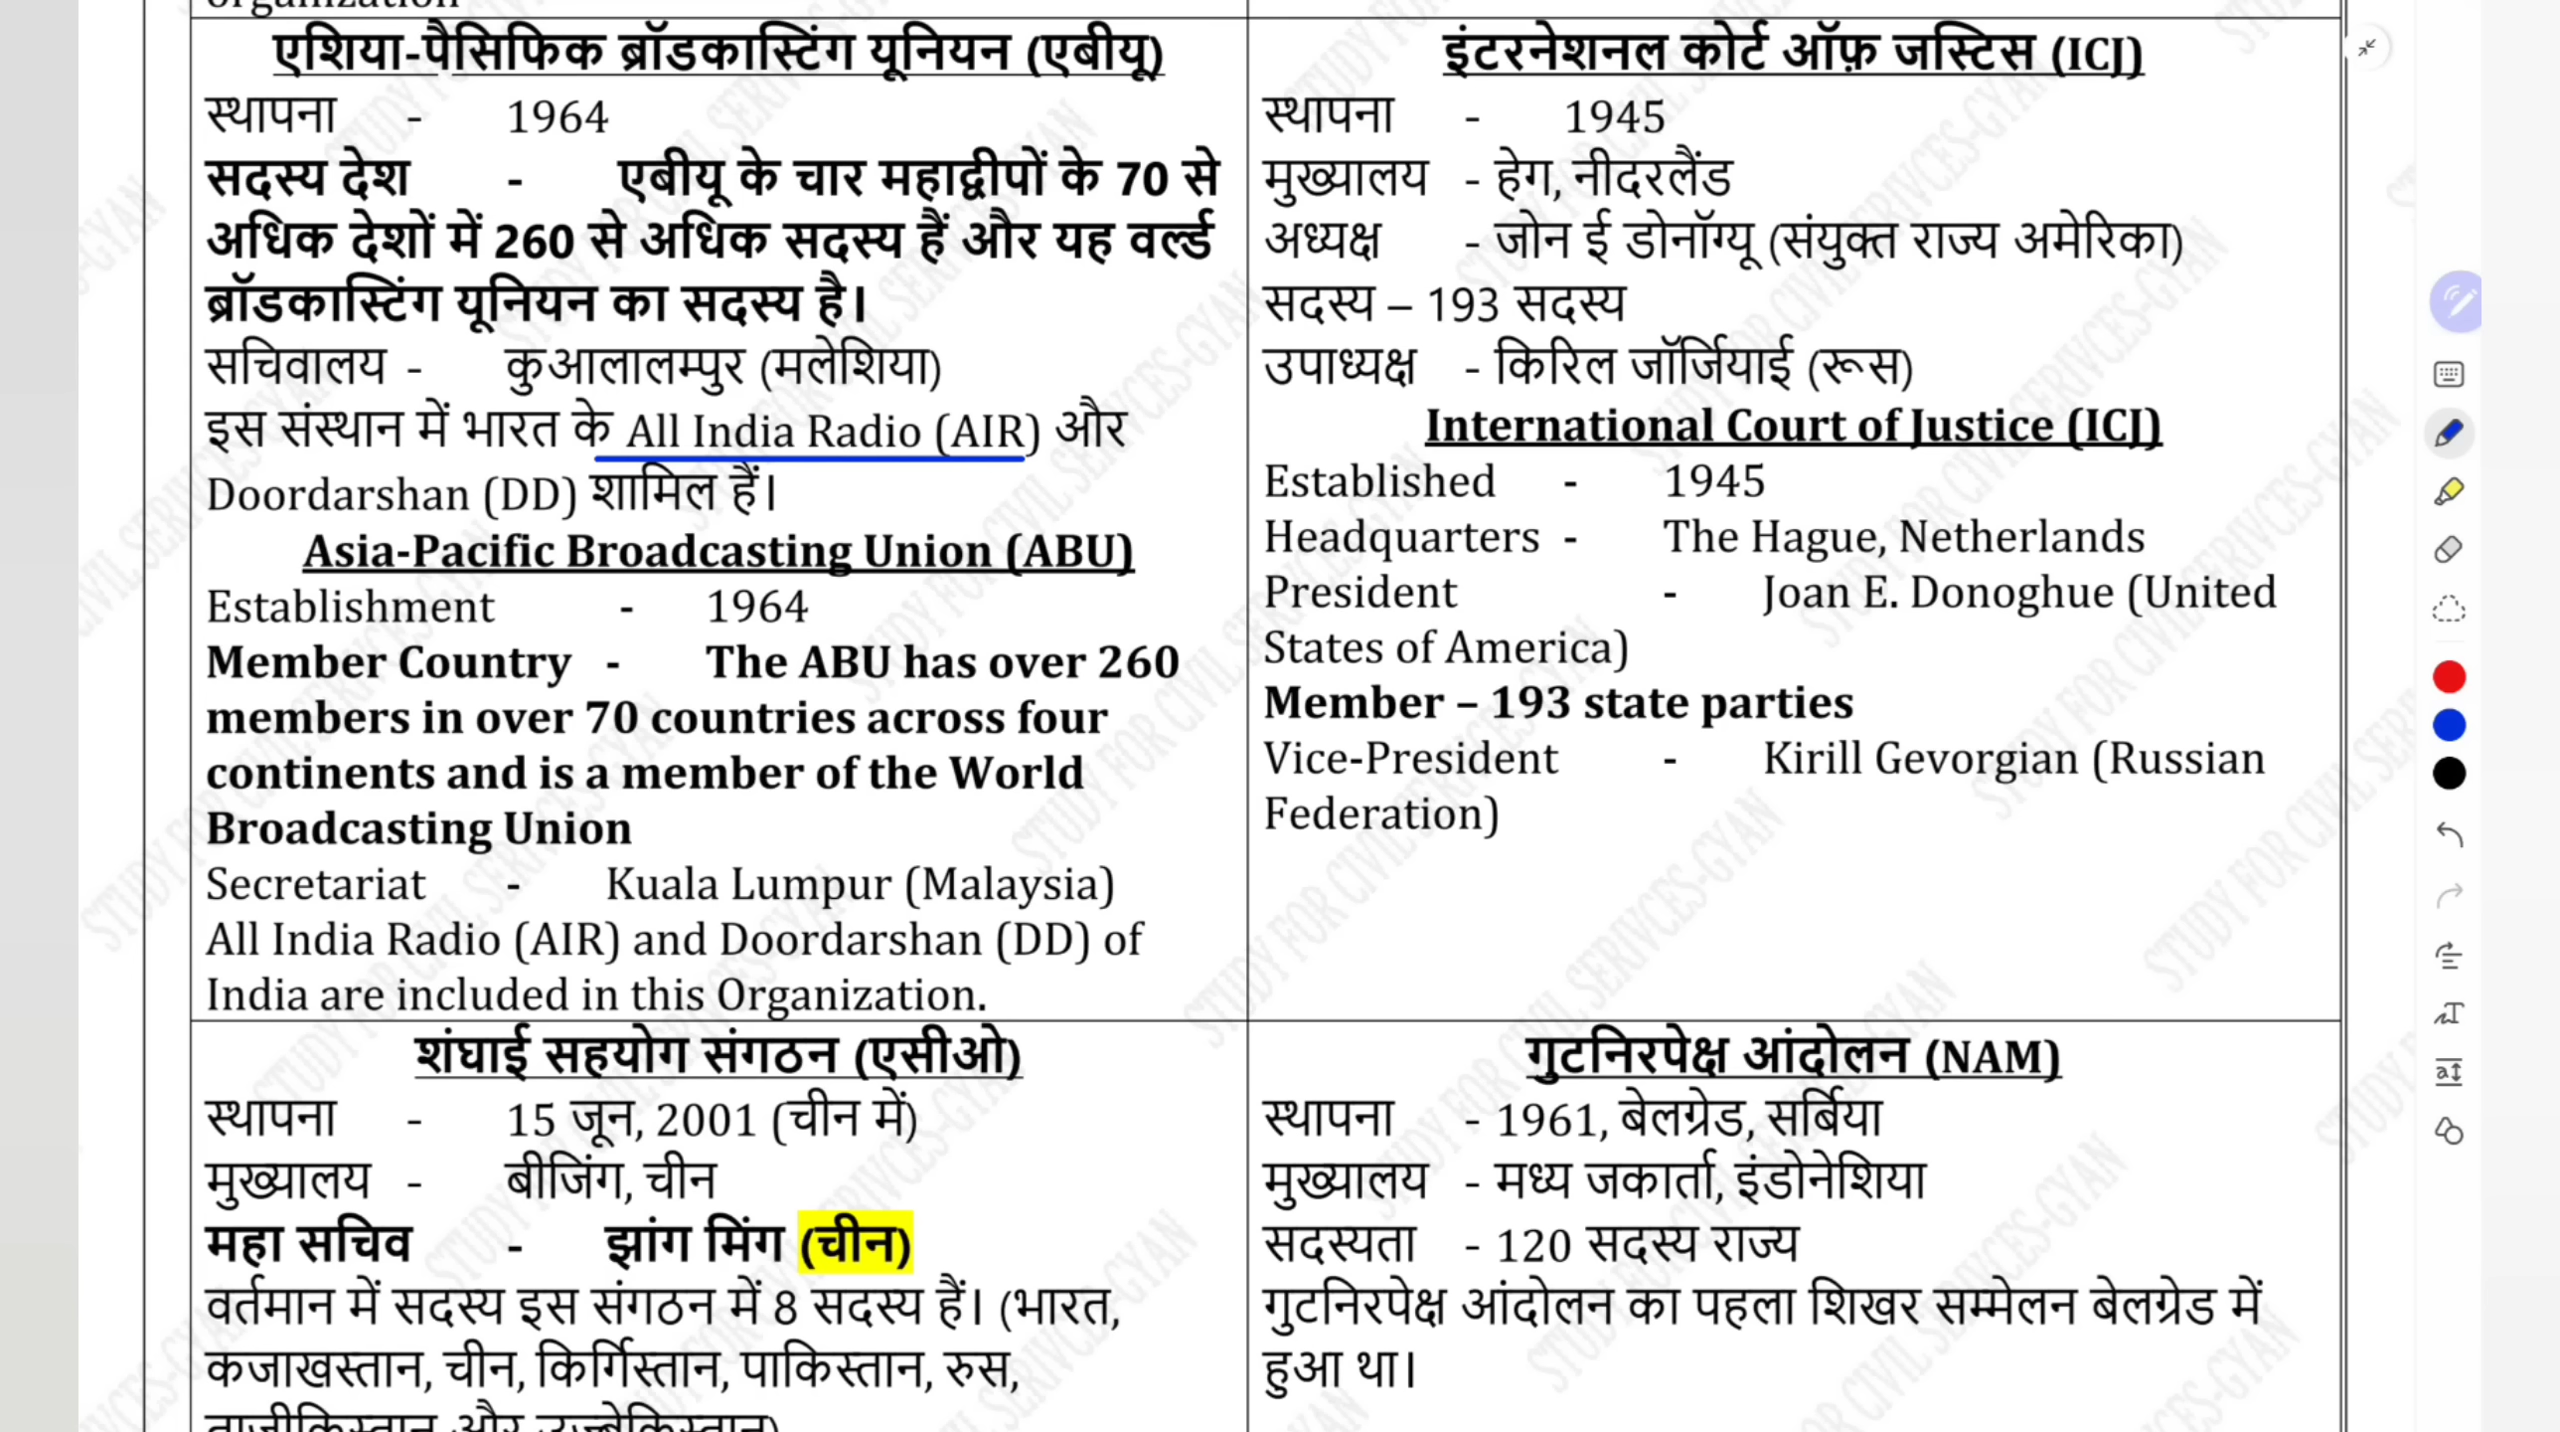 organization
एशिया-पैसिफिक ब्रॉडकास्टिंग यूनियन (एबीयू)
स्थापना - 1964
सदस्य देश - एबीयू के चार महाद्वीपों के 70 से
अधिक देशों में 260 से अधिक सदस्य हैं और यह वर्ल्ड
ब्रॉडकास्टिंग यूनियन का सदस्य है।
सचिवालय - कुआलालम्पुर (मलेशिया)
इस संस्थान में भारत के All India Radio (AIR) और
Doordarshan (DD) शामिल हैं।
Asia-Pacific Broadcasting Union (ABU)
Establishment - 1964
Member Country - The ABU has over 260
members in over 70 countries across four
continents and is a member of the World
Broadcasting Union
Secretariat - Kuala Lumpur (Malaysia)
All India Radio (AIR) and Doordarshan (DD) of
India are included in this Organization.
इंटरनेशनल कोर्ट ऑफ़ जस्टिस (ICJ)
स्थापना - 1945
मुख्यालय - हेग, नीदरलैंड
अध्यक्ष - जोन ई डोनॉग्यू (संयुक्त राज्य अमेरिका)
सदस्य – 193 सदस्य
उपाध्यक्ष - किरिल जॉर्जियाई (रूस)
International Court of Justice (ICJ)
Established - 1945
Headquarters - The Hague, Netherlands
President - Joan E. Donoghue (United
States of America)
Member – 193 state parties
Vice-President - Kirill Gevorgian (Russian
Federation)
शंघाई सहयोग संगठन (एसीओ)
स्थापना - 15 जून, 2001 (चीन में)
मुख्यालय - बीजिंग, चीन
महा सचिव - झांग मिंग (चीन)
वर्तमान में सदस्य इस संगठन में 8 सदस्य हैं। (भारत,
कजाखस्तान, चीन, किर्गिस्तान, पाकिस्तान, रुस,
ताजीकिस्तान और उज्बेकिस्तान)
गुटनिरपेक्ष आंदोलन (NAM)
स्थापना - 1961, बेलग्रेड, सर्बिया
मुख्यालय - मध्य जकार्ता, इंडोनेशिया
सदस्यता - 120 सदस्य राज्य
गुटनिरपेक्ष आंदोलन का पहला शिखर सम्मेलन बेलग्रेड में
हुआ था।
STUDY FOR CIVIL SERIVCES-GYAN